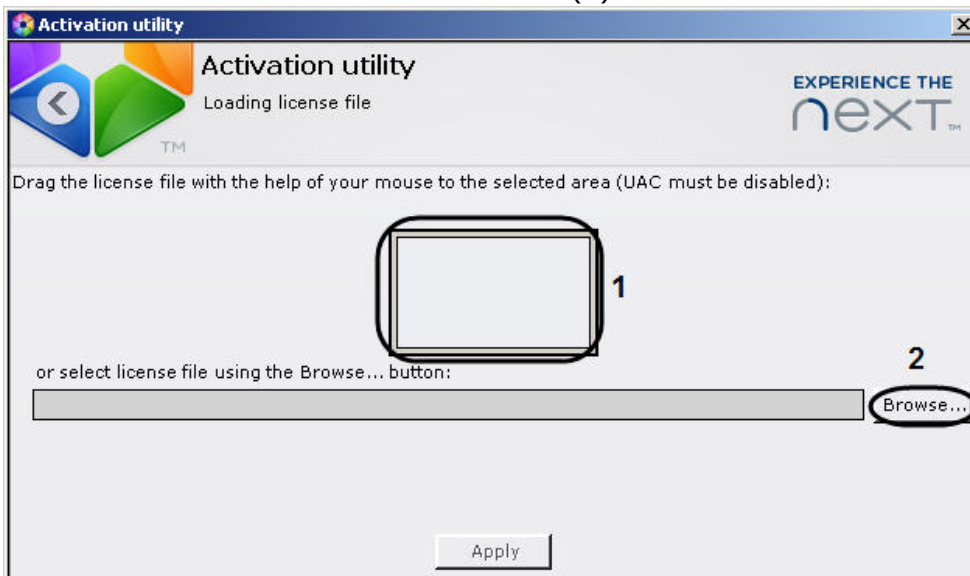 Activation utility
Activation utility
Loading license file
EXPERIENCE THE
next™
TM
Drag the license file with the help of your mouse to the selected area (UAC must be disabled):
1
or select license file using the Browse... button:
2
Browse...
Apply